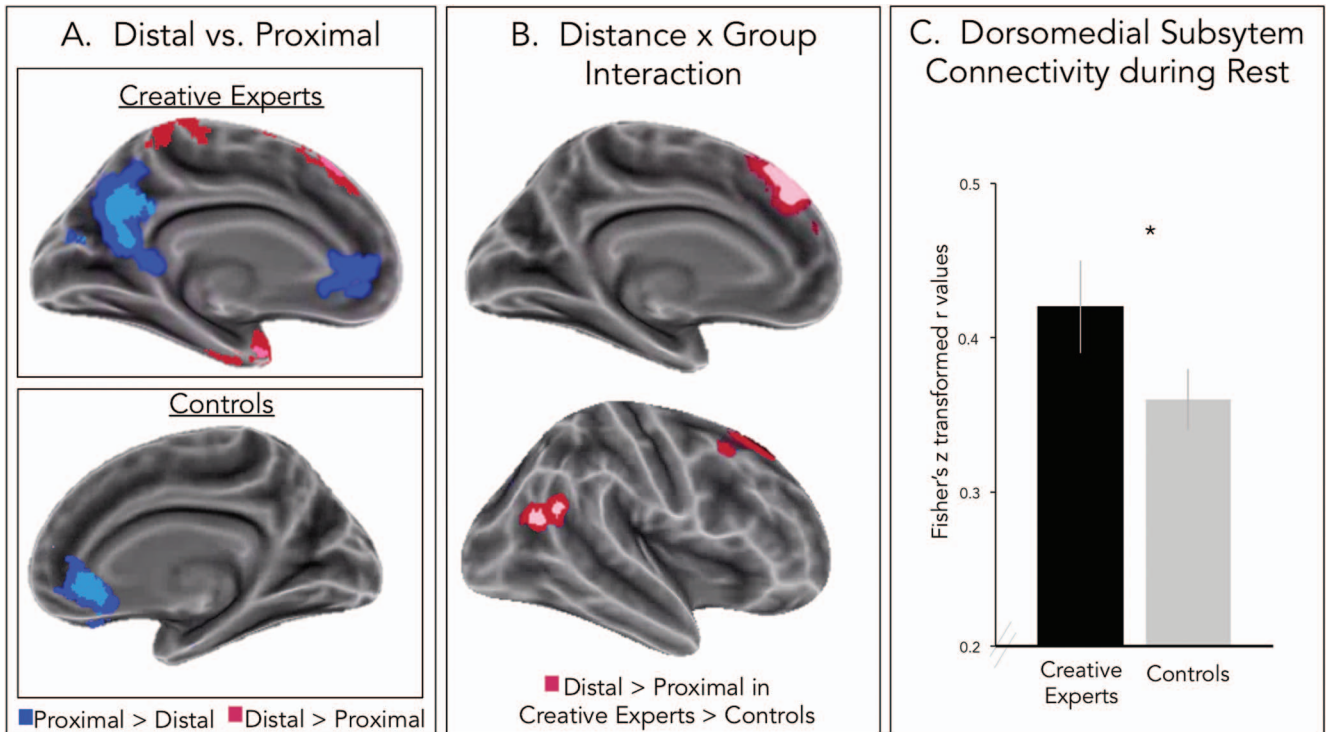 A. Distal vs. Proximal
Creative Experts
Controls
Proximal > Distal Distal > Proximal
B. Distance x Group
Interaction
Distal > Proximal in
Creative Experts > Controls
C. Dorsomedial Subsytem
Connectivity during Rest
Fisher's z transformed r values
0.5
*
0.4
0.3
0.2
Creative
Experts
Controls